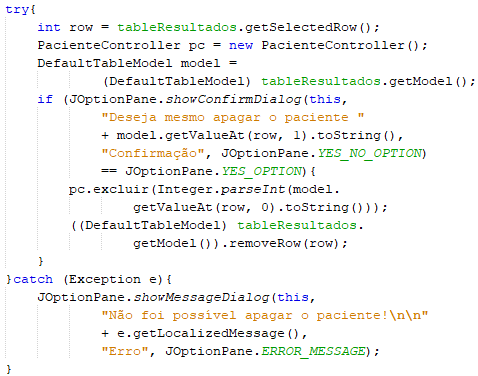 try{
    int row = tableResultados.getSelectedRow();
    PacienteController pc = new PacienteController();
    DefaultTableModel model =
            (DefaultTableModel) tableResultados.getModel();
    if (JOptionPane.showConfirmDialog(this,
            "Deseja mesmo apagar o paciente "
            + model.getValueAt(row, 1).toString(),
            "Confirmação", JOptionPane.YES_NO_OPTION)
            == JOptionPane.YES_OPTION){
        pc.excluir(Integer.parseInt(model.
                getValueAt(row, 0).toString()));
        ((DefaultTableModel) tableResultados.
                getModel()).removeRow(row);
    }
}catch (Exception e){
    JOptionPane.showMessageDialog(this,
            "Não foi possível apagar o paciente!\n\n"
            + e.getLocalizedMessage(),
            "Erro", JOptionPane.ERROR_MESSAGE);
}